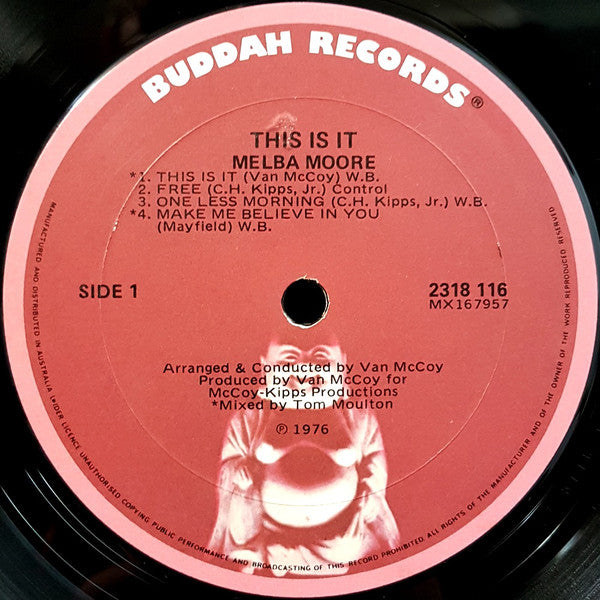 BUDDAH RECORDS®
THIS IS IT
MELBA MOORE
*1. THIS IS IT (Van McCoy) W.B.
2. FREE (C.H. Kipps, Jr.) Control
3. ONE LESS MORNING (C.H. Kipps, Jr.) W.B.
*4. MAKE ME BELIEVE IN YOU
(Mayfield) W.B.
SIDE 1
2318 116
MX167957
Arranged & Conducted by Van McCoy
Produced by Van McCoy for
McCoy-Kipps Productions
*Mixed by Tom Moulton
℗ 1976
MANUFACTURED AND DISTRIBUTED IN AUSTRALIA UNDER LICENCE UNAUTHORISED COPYING PUBLIC PERFORMANCE AND BROADCASTING OF THIS RECORD PROHIBITED ALL RIGHTS OF THE MANUFACTURER AND OF THE OWNER OF THE WORK REPRODUCED RESERVED